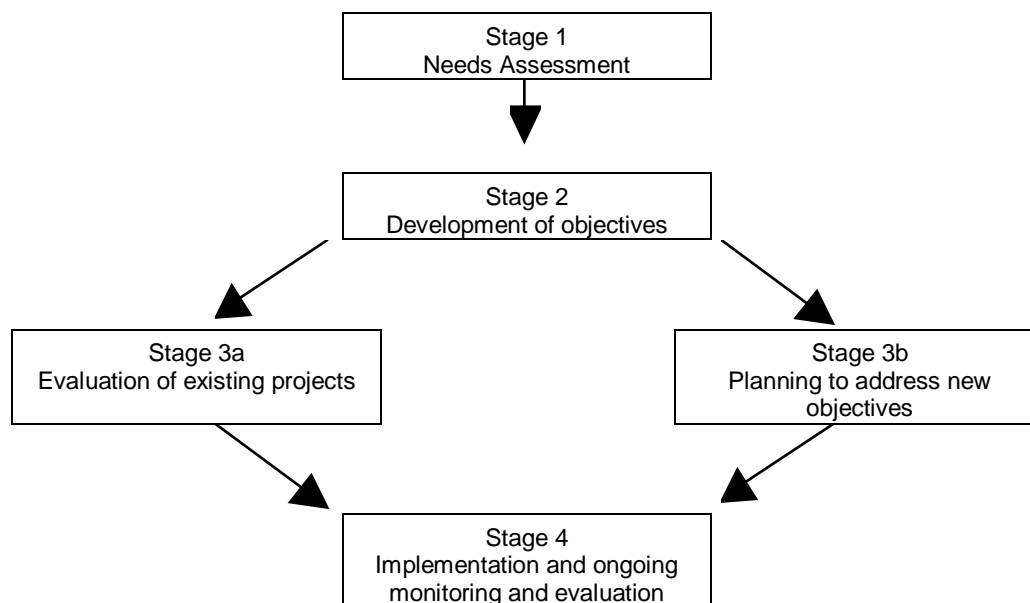 Stage 1
Needs Assessment
Stage 2
Development of objectives
Stage 3a
Evaluation of existing projects
Stage 3b
Planning to address new
objectives
Stage 4
Implementation and ongoing
monitoring and evaluation